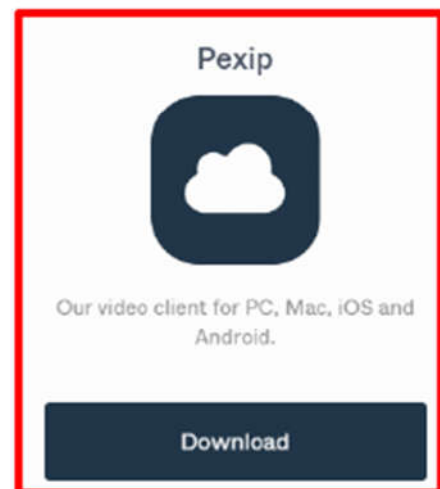 Pexip
Our video client for PC, Mac, iOS and
Android.
Download